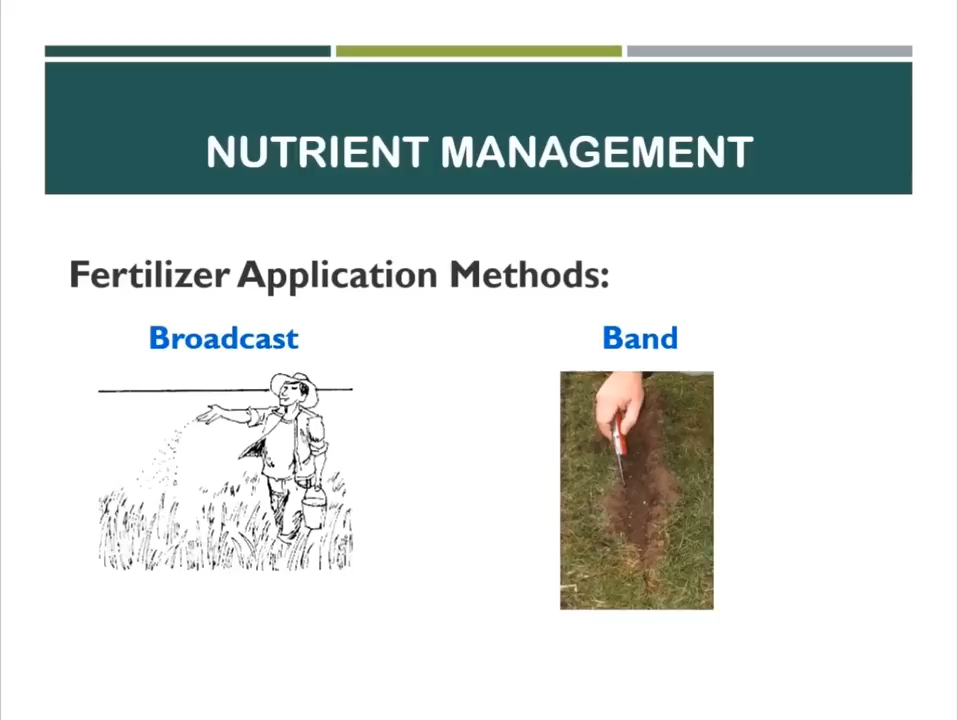 NUTRIENT MANAGEMENT
Fertilizer Application Methods:
Broadcast
Band